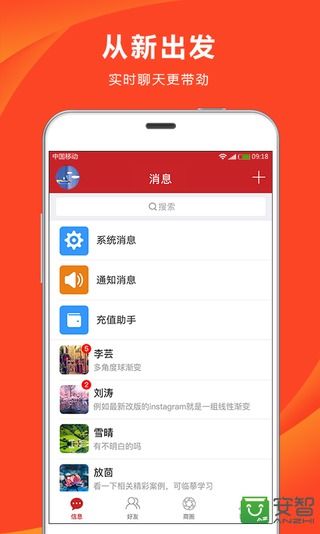 从新出发
实时聊天更带劲
中国移动
09:18
消息
搜索
系统消息
通知消息
充值助手
5
李芸
多角度球渐变
2
刘涛
例如最新改版的instagram就是一组线性渐变
雪晴
有不明白的吗
放茴
看一下相关精彩案例，可临摹学习
信息
好友
商圈
安智
ANZHI